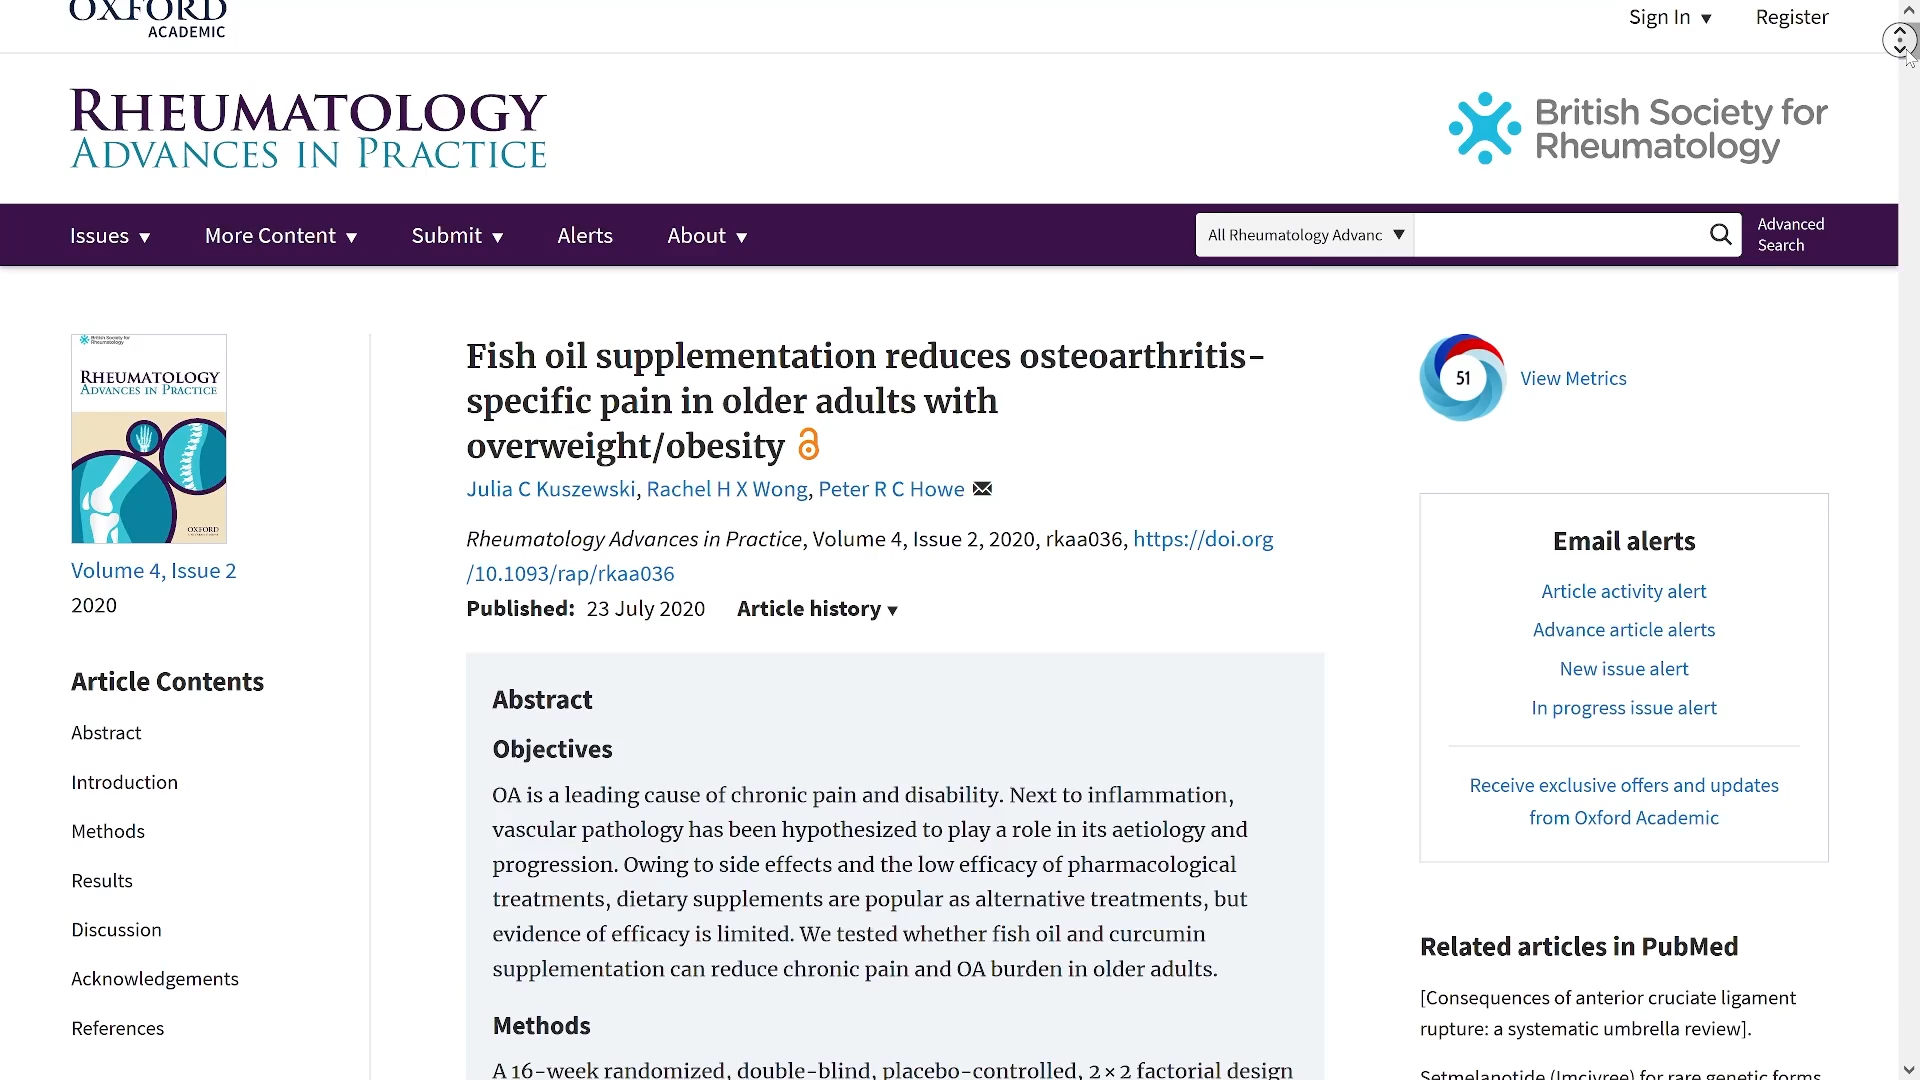 OXFORD
ACADEMIC
Sign In ▼
Register
RHEUMATOLOGY
ADVANCES IN PRACTICE
British Society for
Rheumatology
Issues ▼
More Content ▼
Submit ▼
Alerts
About ▼
All Rheumatology Advanc ▼
Advanced
Search
British Society for
Rheumatology
RHEUMATOLOGY
ADVANCES IN PRACTICE
OXFORD
Volume 4, Issue 2
2020
Article Contents
Abstract
Introduction
Methods
Results
Discussion
Acknowledgements
References
Fish oil supplementation reduces osteoarthritis-
specific pain in older adults with
overweight/obesity
Julia C Kuszewski, Rachel H X Wong, Peter R C Howe
Rheumatology Advances in Practice, Volume 4, Issue 2, 2020, rkaa036, https://doi.org
/10.1093/rap/rkaa036
Published: 23 July 2020 Article history ▼
Abstract
Objectives
OA is a leading cause of chronic pain and disability. Next to inflammation,
vascular pathology has been hypothesized to play a role in its aetiology and
progression. Owing to side effects and the low efficacy of pharmacological
treatments, dietary supplements are popular as alternative treatments, but
evidence of efficacy is limited. We tested whether fish oil and curcumin
supplementation can reduce chronic pain and OA burden in older adults.
Methods
A 16-week randomized, double-blind, placebo-controlled, 2 × 2 factorial design
51
View Metrics
Email alerts
Article activity alert
Advance article alerts
New issue alert
In progress issue alert
Receive exclusive offers and updates
from Oxford Academic
Related articles in PubMed
[Consequences of anterior cruciate ligament
rupture: a systematic umbrella review].
Setmelanotide (Imcivree) for rare genetic forms